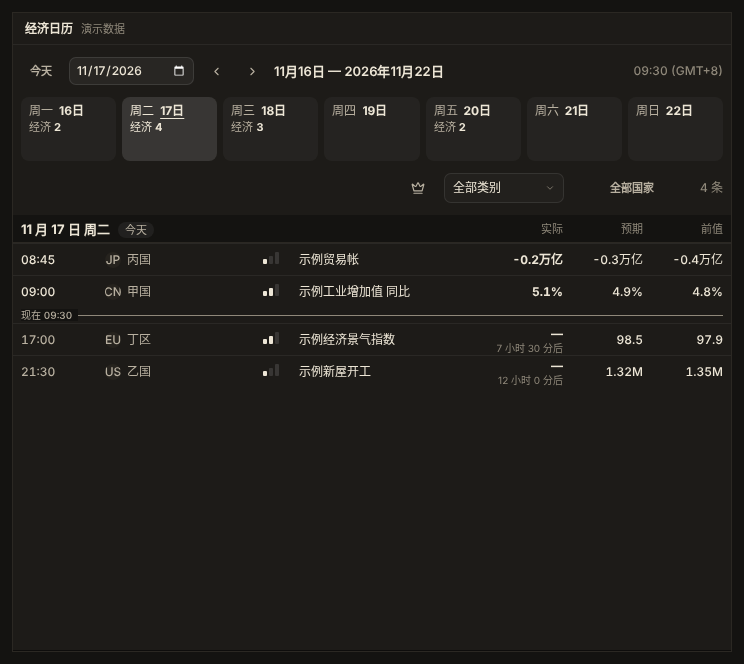 经济日历 演示数据
今天 11/17/2026 11月16日 — 2026年11月22日 09:30 (GMT+8)
周一 16日 周二 17日 周三 18日 周四 19日 周五 20日 周六 21日 周日 22日
经济 2 经济 4 经济 3 经济 2
全部类别 全部国家 4 条
11 月 17 日 周二 今天 实际 预期 前值
08:45 JP 丙国 示例贸易帐 -0.2万亿 -0.3万亿 -0.4万亿
09:00 CN 甲国 示例工业增加值 同比 5.1% 4.9% 4.8%
现在 09:30
17:00 EU 丁区 示例经济景气指数 — 98.5 97.9
7 小时 30 分后
21:30 US 乙国 示例新屋开工 — 1.32M 1.35M
12 小时 0 分后